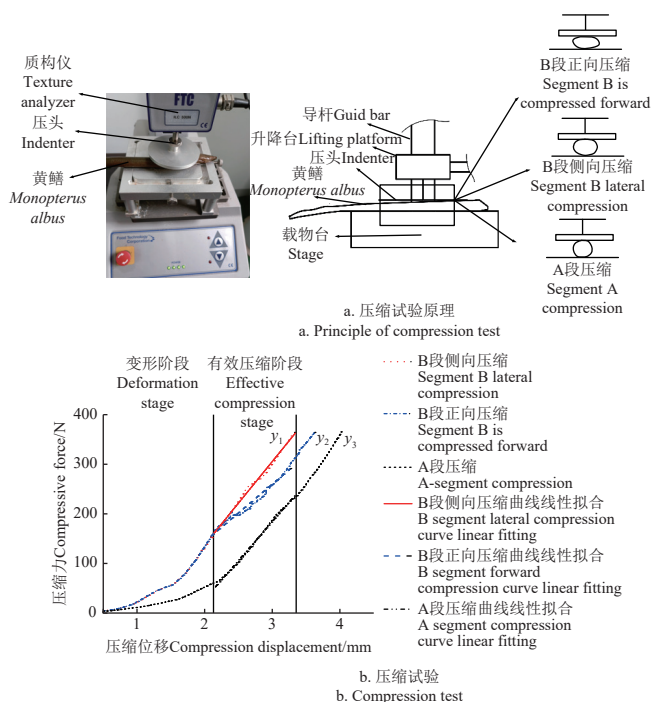 质构仪
Texture
analyzer
压头
Indenter
黄鳝
Monopterus
albus
FTC
导杆Guid bar
升降台Lifting platform
压头Indenter
黄鳝
Monopterus albus
载物台
Stage
B段正向压缩
Segment B is
compressed forward
B段侧向压缩
Segment B lateral
compression
A段压缩
Segment A
compression
a. 压缩试验原理
a. Principle of compression test
变形阶段
Deformation
stage
有效压缩阶段
Effective
compression
stage
压缩力Compressive force/N
400
300
200
100
0
y1
y2
y3
1
2
3
4
压缩位移Compression displacement/mm
B段侧向压缩
Segment B lateral
compression
B段正向压缩
Segment B is
compressed forward
A段压缩
A-segment compression
B段侧向压缩曲线线性拟合
B segment lateral compression
curve linear fitting
B段正向压缩曲线线性拟合
B segment forward
compression curve linear fitting
A段压缩曲线线性拟合
A segment compression
curve linear fitting
b. 压缩试验
b. Compression test